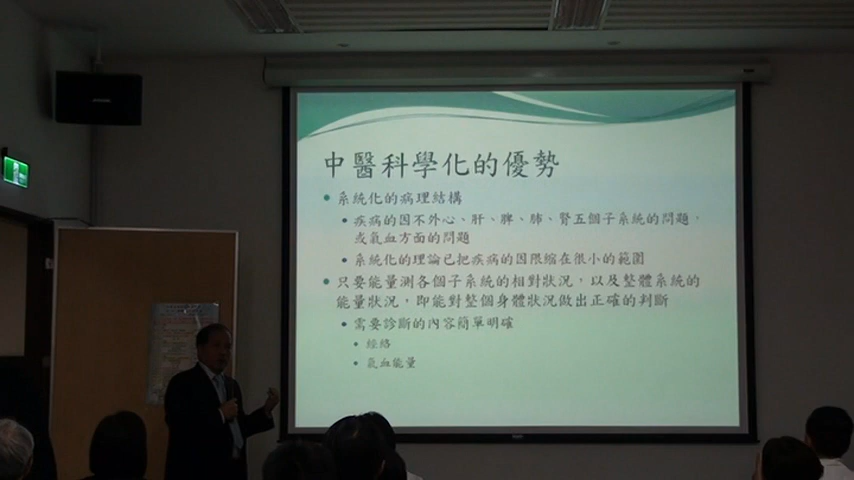 中醫科學化的優勢
系統化的病理結構
疾病的因不外心、肝、脾、肺、腎五個子系統的問題，
或氣血方面的問題
系統化的理論已把疾病的因限縮在很小的範圍
只要能量測各個子系統的相對狀況，以及整體系統的
能量狀況，即能對整個身體狀況做出正確的判斷
需要診斷的內容簡單明確
經絡
氣血能量